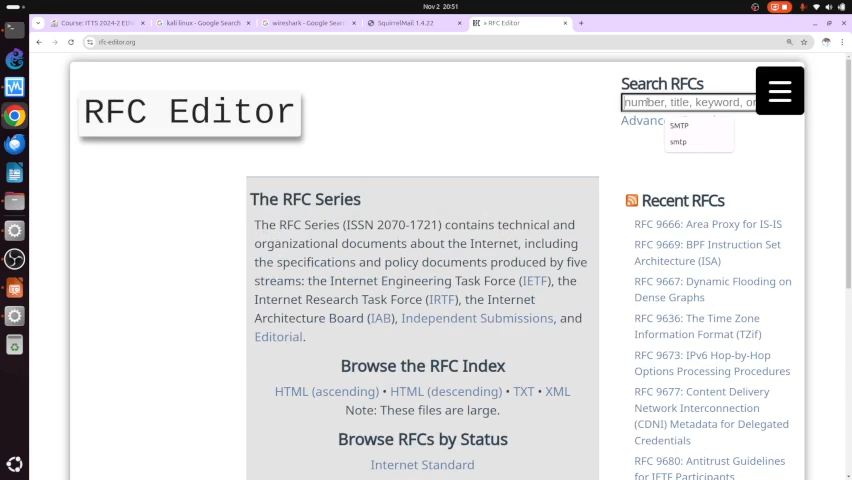 Nov 2 20:51
Course: ITTS 2024-2 Eth
kali linux - Google Search
wireshark - Google Sear
SquirrelMail 1.4.22
» RFC Editor
rfc-editor.org
Search RFCs
number, title, keyword, or
Advanc
SMTP
smtp
RFC Editor
The RFC Series
The RFC Series (ISSN 2070-1721) contains technical and
organizational documents about the Internet, including
the specifications and policy documents produced by five
streams: the Internet Engineering Task Force (IETF), the
Internet Research Task Force (IRTF), the Internet
Architecture Board (IAB), Independent Submissions, and
Editorial.
Browse the RFC Index
HTML (ascending) • HTML (descending) • TXT • XML
Note: These files are large.
Browse RFCs by Status
Internet Standard
Recent RFCs
RFC 9666: Area Proxy for IS-IS
RFC 9669: BPF Instruction Set
Architecture (ISA)
RFC 9667: Dynamic Flooding on
Dense Graphs
RFC 9636: The Time Zone
Information Format (TZif)
RFC 9673: IPv6 Hop-by-Hop
Options Processing Procedures
RFC 9677: Content Delivery
Network Interconnection
(CDNI) Metadata for Delegated
Credentials
RFC 9680: Antitrust Guidelines
for IETF Participants